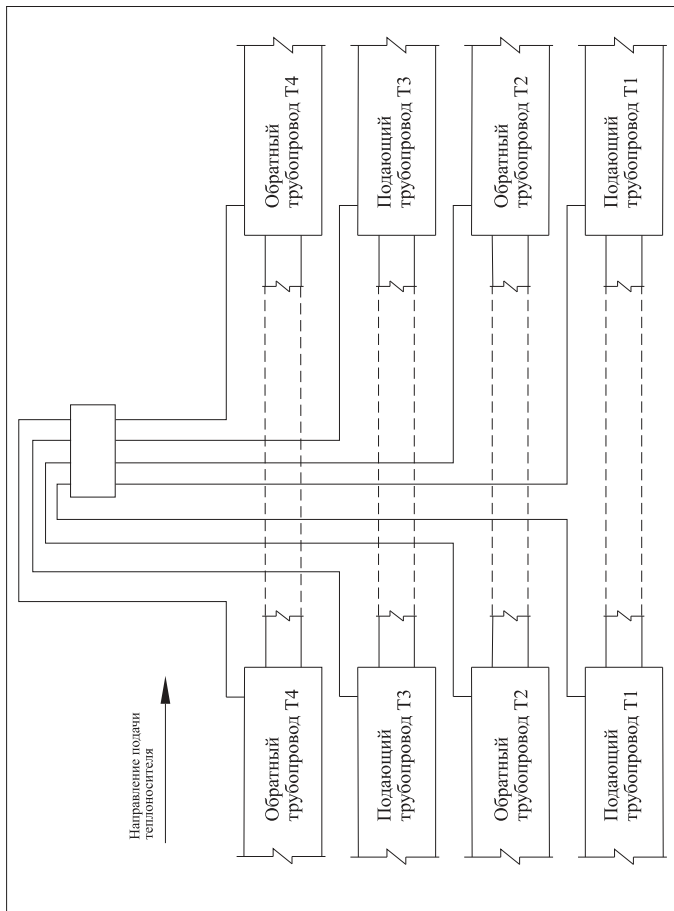 Направление подачи
теплоносителя
Обратный
трубопровод Т4
Обратный
трубопровод Т4
Подающий
трубопровод Т3
Подающий
трубопровод Т3
Обратный
трубопровод Т2
Обратный
трубопровод Т2
Подающий
трубопровод Т1
Подающий
трубопровод Т1